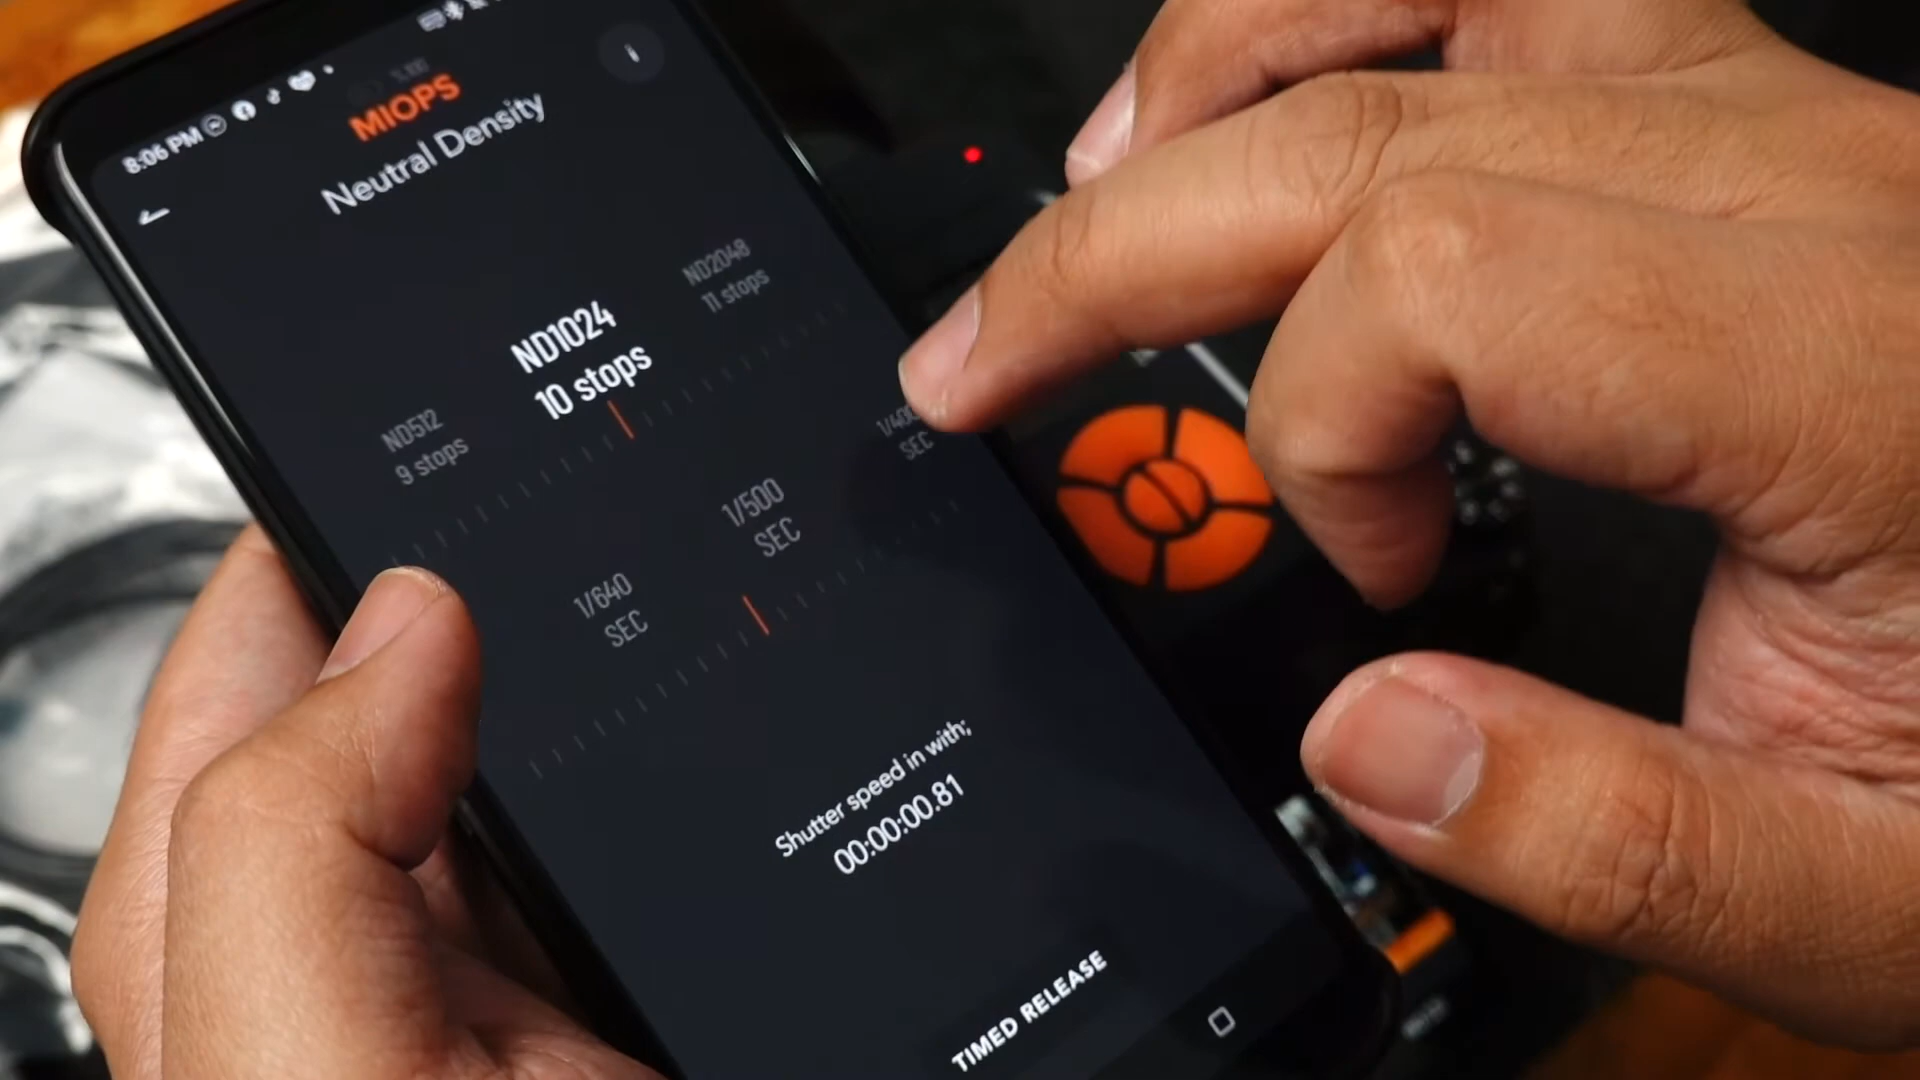 8:06 PM
MIOPS
Neutral Density
ND512
9 stops
ND1024
10 stops
ND2048
11 stops
1/640
SEC
1/500
SEC
SEC
Shutter speed in with;
00:00:00.81
TIMED RELEASE